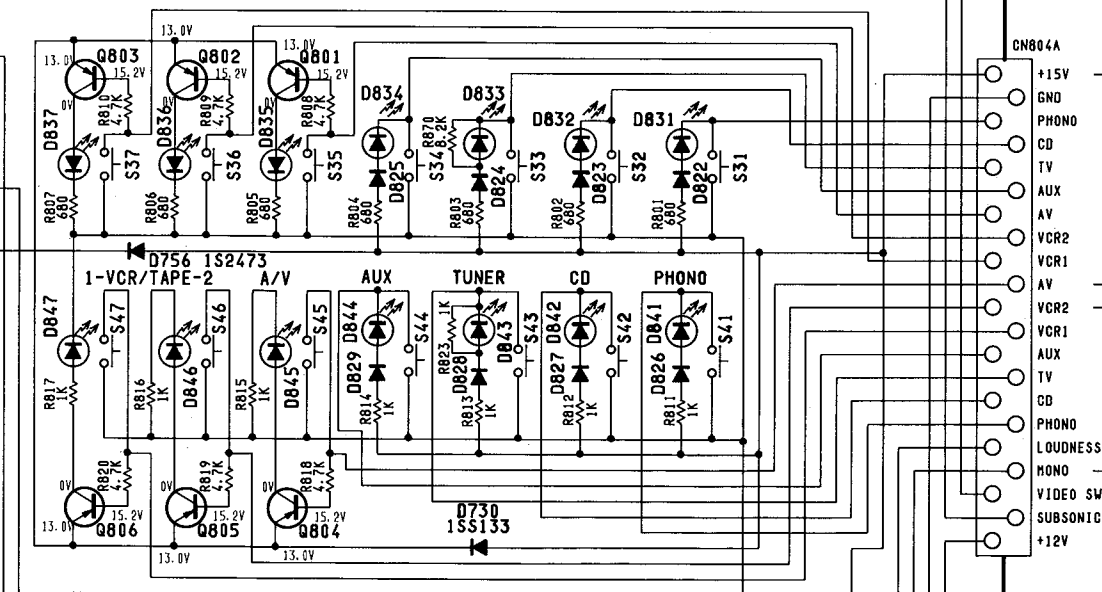 13.0V
13.0V
13.0V
Q803
Q802
Q801
15.2V
15.2V
15.2V
0V
0V
R810
4.7K
R809
4.7K
R808
4.7K
D837
D836
D835
D834
D833
D832
D831
R870
8.2K
S37
S36
S35
D825
S34
D824
S33
D823
S32
D822
S31
R807
680
R806
680
R805
680
R804
680
R803
680
R802
680
R801
680
D756 1S2473
1-VCR/TAPE-2
A/V
AUX
TUNER
CD
PHONO
D847
S47
D846
S46
D845
S45
D844
S44
D843
S43
D842
S42
D841
S41
R823
1K
D829
D828
D827
D826
R817
1K
R816
1K
R815
1K
R814
1K
R813
1K
R812
1K
R811
1K
R820
4.7K
R819
4.7K
R818
4.7K
0V
0V
0V
15.2V
15.2V
15.2V
13.0V
Q806
Q805
Q804
13.0V
13.0V
D730
1SS133
CN804A
+15V
GND
PHONO
CD
TV
AUX
AV
VCR2
VCR1
AV
VCR2
VCR1
AUX
TV
CD
PHONO
LOUDNESS
MONO
VIDEO SW
SUBSONIC
+12V